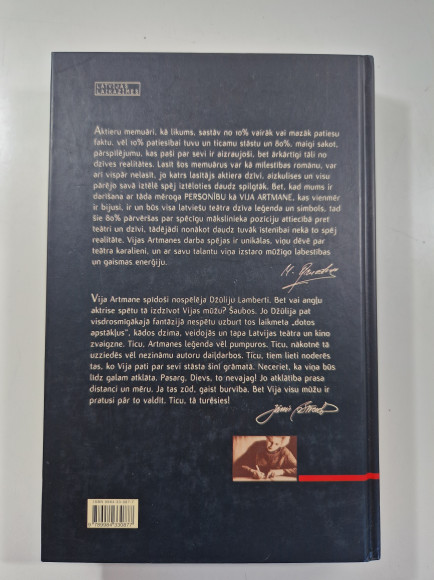 Aktieru memuāri, kā likums, sastāv no 10% vairāk vai mazāk patiesu
faktu, vēl 10% patiesībai tuvu un ticamu stāstu un 80%, maigi sakot,
pārspīlējumu, kas paši par sevi ir aizraujoši, bet ārkārtīgi tāli no
dzīves realitātes. Lasīt šos memuārus var kā mīlestības romānu, var
arī vispār nelasīt, jo katrs lasītājs aktiera dzīvi, aizkulises un visu
pārējo savā iztēlē spēj iztēloties daudz spilgtāk. Bet, kad mums ir
darīšana ar tāda mēroga PERSONĪBU kā VIJA ARTMANE, kas vienmēr
ir bijusi, ir un būs visa latviešu teātra dzīva leģenda un simbols, tad
šie 80% pārvēršas par spēcīgu mākslinieka pozīciju attiecībā pret
teātri un dzīvi, tādējādi nonākot daudz tuvāk īstenībai nekā to spēj
realitāte. Vijas Artmanes darba spējas ir unikālas, viņu dēvē par
teātra karalieni, un ar savu talantu viņa izstaro mūžīgo labestības
un gaismas enerģiju.
Vija Artmane spīdoši nospēlēja Džūliju Lamberti. Bet vai angļu
aktrise spētu tā izdzīvot Vijas mūžu? Šaubos. Jo Džūlija pat
visdrosmīgākajā fantāzijā nespētu uzburt tos laikmeta „dotos
apstākļus", kādos dzima, veidojās un tapa Latvijas teātra un kino
zvaigzne. Ticu, Artmanes leģenda vēl pumpuros. Ticu, nākotnē tā
uzziedēs vēl nezināmu autoru daiļdarbos. Ticu, tiem lieti noderēs
tas, ko Vija pati par sevi stāsta šinī grāmatā. Neceriet, ka viņa būs
līdz galam atklāta. Pasarg, Dievs, to nevajag! Jo atklātība prasa
distanci un mēru. Ja tas zūd, gaist burvība. Bet Vija visu mūžu ir
pratusi pār to valdīt. Ticu, tā turēsies!